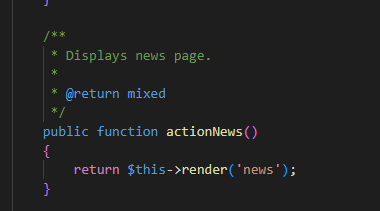 }
/**
 * Displays news page.
 *
 * @return mixed
 */
public function actionNews()
{
    return $this->render('news');
}